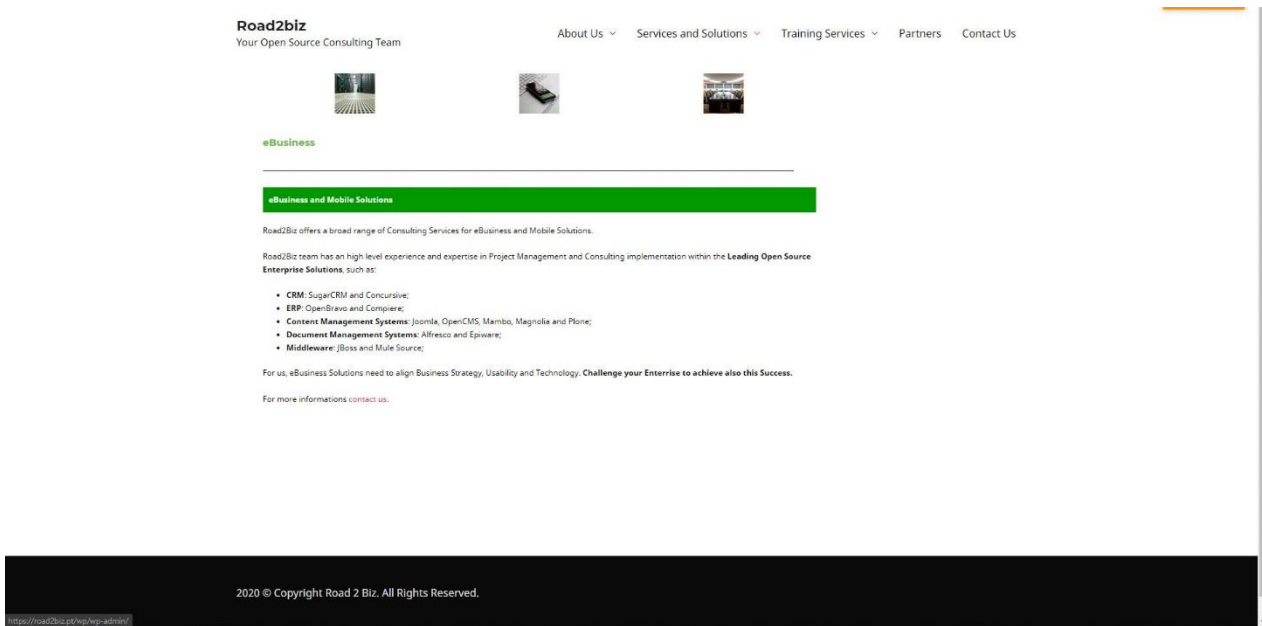 Road2biz
Your Open Source Consulting Team
About Us
Services and Solutions
Training Services
Partners
Contact Us
eBusiness
eBusiness and Mobile Solutions
Road2Biz offers a broad range of Consulting Services for eBusiness and Mobile Solutions.
Road2Biz team has an high level experience and expertise in Project Management and Consulting implementation within the Leading Open Source
Enterprise Solutions, such as:
• CRM: SugarCRM and Concursive;
• ERP: OpenBravo and Compiere;
• Content Management Systems: Joomla, OpenCMS, Mambo, Magnolia and Plone;
• Document Management Systems: Alfresco and Epiware;
• Middleware: JBoss and Mule Source;
For us, eBusiness Solutions need to align Business Strategy, Usability and Technology. Challenge your Enterrise to achieve also this Success.
For more informations contact us.
2020 © Copyright Road 2 Biz, All Rights Reserved.
https://road2biz.pt/wp/wp-admin/